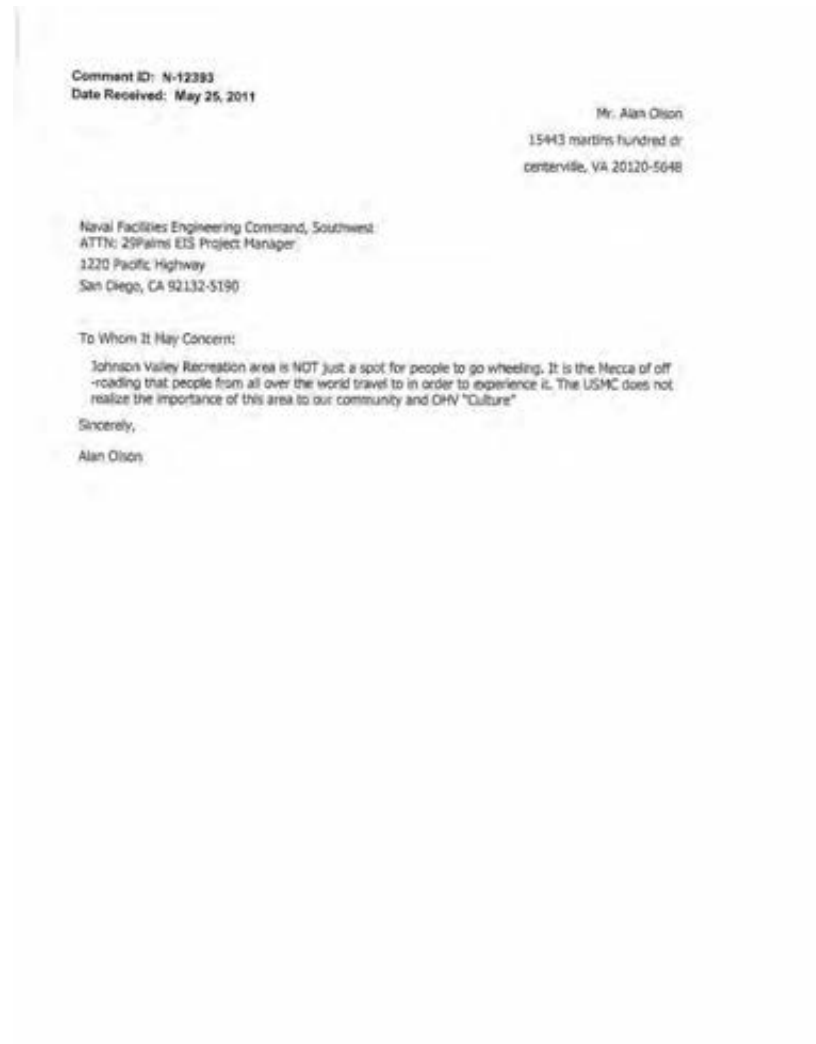 Comment ID: N-12393
Date Received: May 25, 2011
Mr. Alan Olson
15443 martins hundred dr
centerville, VA 20120-5648
Naval Facilities Engineering Command, Southwest
ATTN: 29Palms EIS Project Manager
1220 Pacific Highway
San Diego, CA 92132-5190
To Whom It May Concern:
Johnson Valley Recreation area is NOT just a spot for people to go wheeling. It is the Mecca of off
-roading that people from all over the world travel to in order to experience it. The USMC does not
realize the importance of this area to our community and OHV "Culture"
Sincerely,
Alan Olson